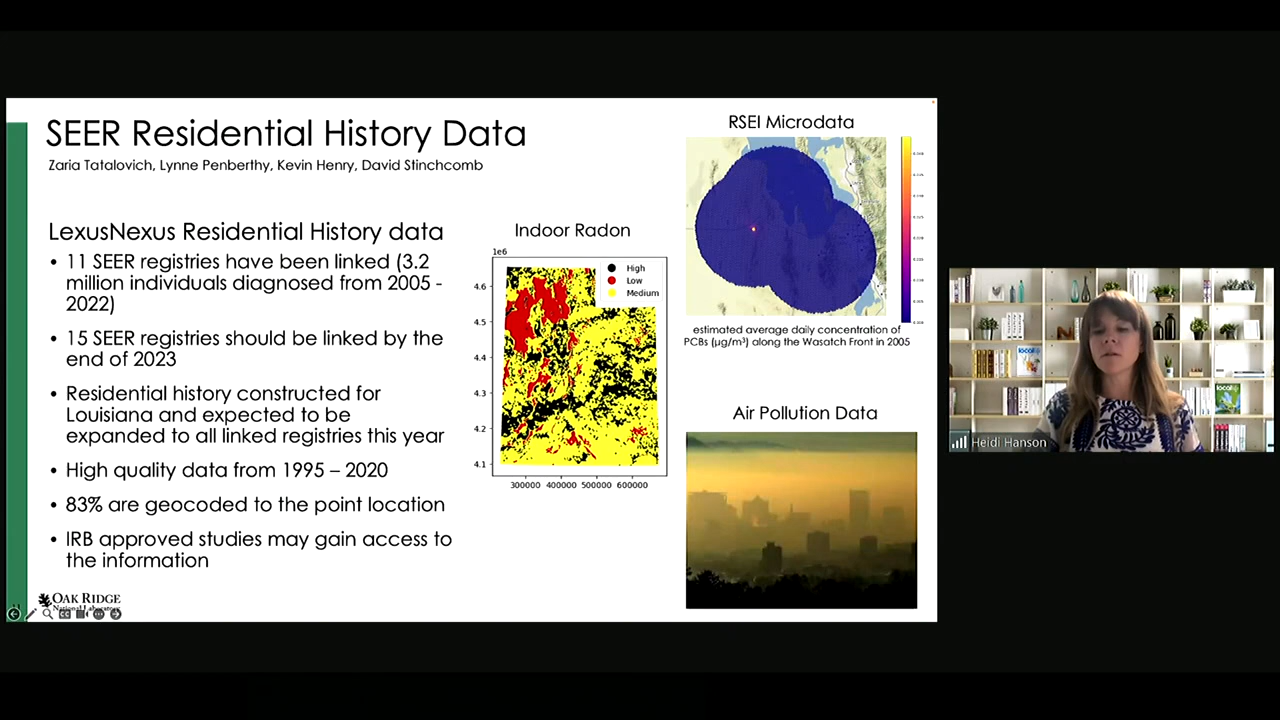 SEER Residential History Data
Zaria Tatalovich, Lynne Penberthy, Kevin Henry, David Stinchcomb
LexusNexus Residential History data
• 11 SEER registries have been linked (3.2
million individuals diagnosed from 2005 -
2022)
• 15 SEER registries should be linked by the
end of 2023
• Residential history constructed for
Louisiana and expected to be
expanded to all linked registries this year
• High quality data from 1995 – 2020
• 83% are geocoded to the point location
• IRB approved studies may gain access to
the information
OAK RIDGE
National Laboratory
Indoor Radon
1e6
High
Low
Medium
4.6
4.5
4.4
4.3
4.2
4.1
300000 400000 500000 600000
RSEI Microdata
estimated average daily concentration of
PCBs (µg/m³) along the Wasatch Front in 2005
Air Pollution Data
local
local
Heidi Hanson